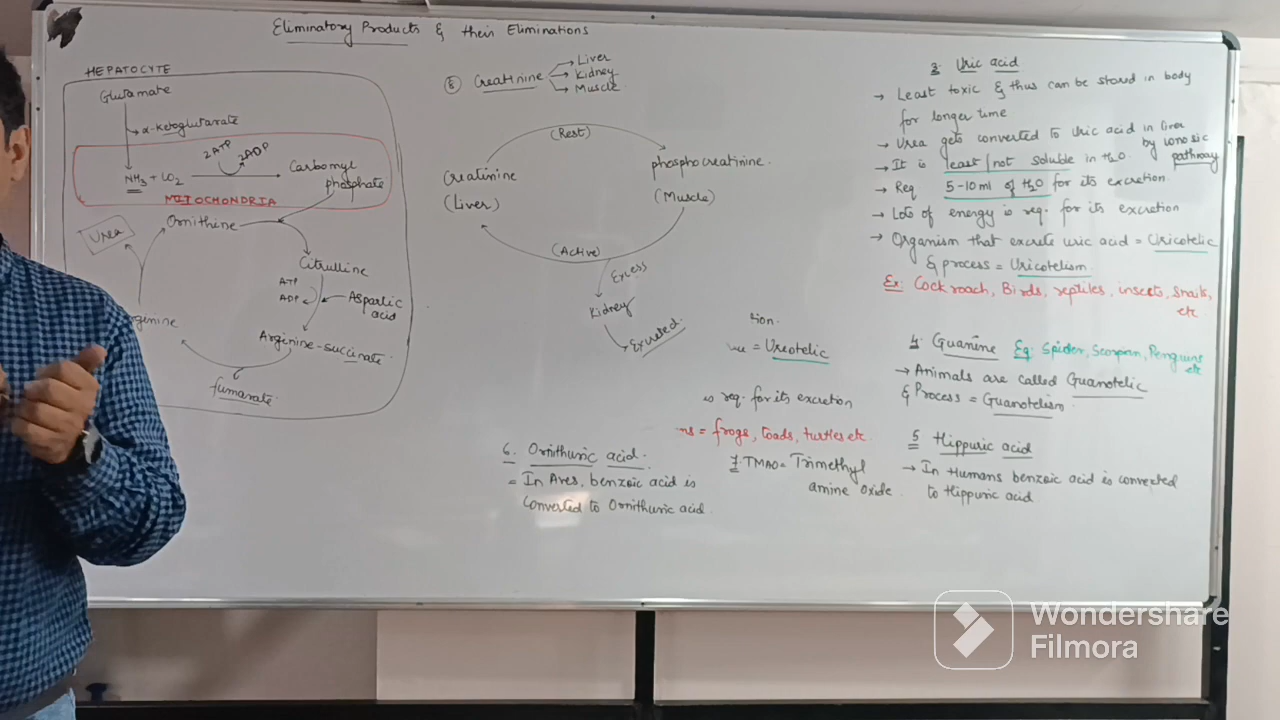 Eliminatory Products & their Eliminations
HEPATOCYTE
Glutamate
α-ketoglutarate
2ATP
2ADP
NH3 + CO2
Carbomyl
phosphate
MITOCHONDRIA
Ornithine
UREA
Citrulline
ATP
ADP
Aspartic
acid
Arginine-succinate
fumarate
8 Creatinine
Liver
Kidney
Muscle
(Rest)
Creatinine
(Liver)
phosphocreatinine
(Muscle)
(Active)
Excess
Kidney
Excreted
tion.
= Ureotelic
is req. for its excretion
= frogs, toads, turtles etc.
6. Ornithuric acid.
= In Aves, benzoic acid is
converted to Ornithuric acid.
7. TMAO = Trimethyl
amine Oxide.
3. Uric acid
→ Least toxic & thus can be stored in body
for longer time
→ Urea gets converted to Uric acid in liver
by ionosic
pathway
→ It is least/not soluble in H2O.
→ Req 5-10 ml of H2O for its excretion
→ Lots of energy is req. for its excretion
→ Organism that excrete uric acid = Uricotelic
& process = Uricotelism.
Ex: Cockroach, Birds, reptiles, insects, Snails,
etc.
4. Guanine Eg: Spider, Scorpion, Penguins
etc
→ Animals are called Guanotelic
& Process = Guanotelism.
5 Hippuric acid
→ In Humans benzoic acid is converted
to Hippuric acid.
Wondershare
Filmora